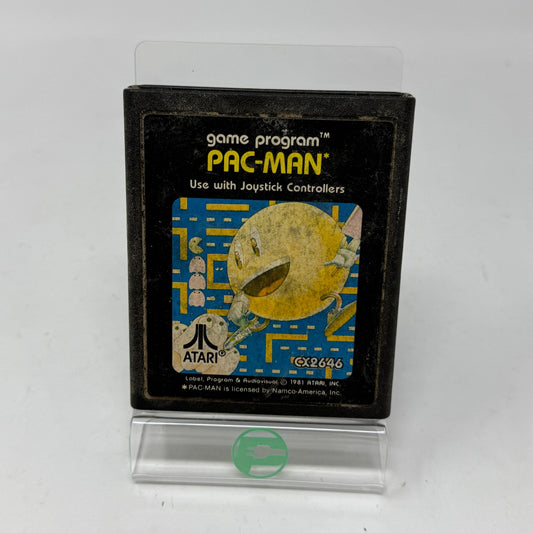 game program™
PAC-MAN*
Use with Joystick Controllers
ATARI®
CX2646
Label, Program & Audiovisual © 1981 ATARI, INC.
* PAC-MAN is licensed by Namco-America, Inc.